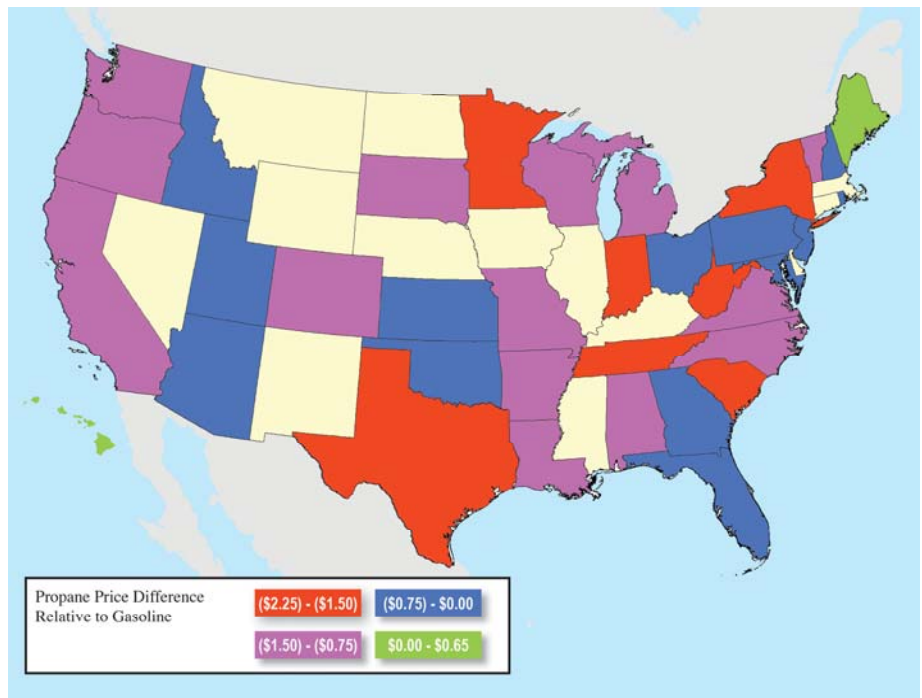 Propane Price Difference
Relative to Gasoline
($2.25) - ($1.50)
($0.75) - $0.00
($1.50) - ($0.75)
$0.00 - $0.65